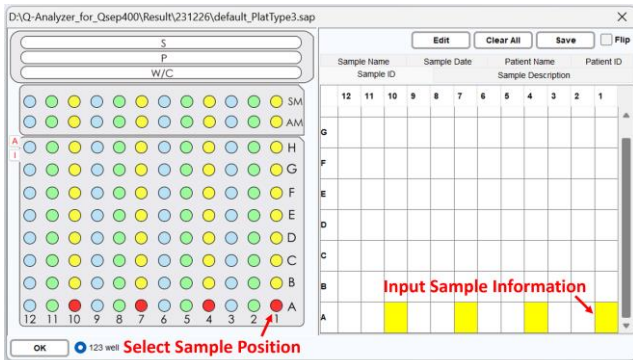 D:\Q-Analyzer_for_Qsep400\Result\231226\default_PlatType3.sap
S
P
W/C
SM
AM
A
I
H
G
F
E
D
C
B
A
12 11 10 9 8 7 6 5 4 3 2 1
OK 123 well Select Sample Position
Edit Clear All Save Flip
Sample Name Sample Date Patient Name Patient ID
Sample ID Sample Description
12 11 10 9 8 7 6 5 4 3 2 1
G
F
E
D
C
B
Input Sample Information
A